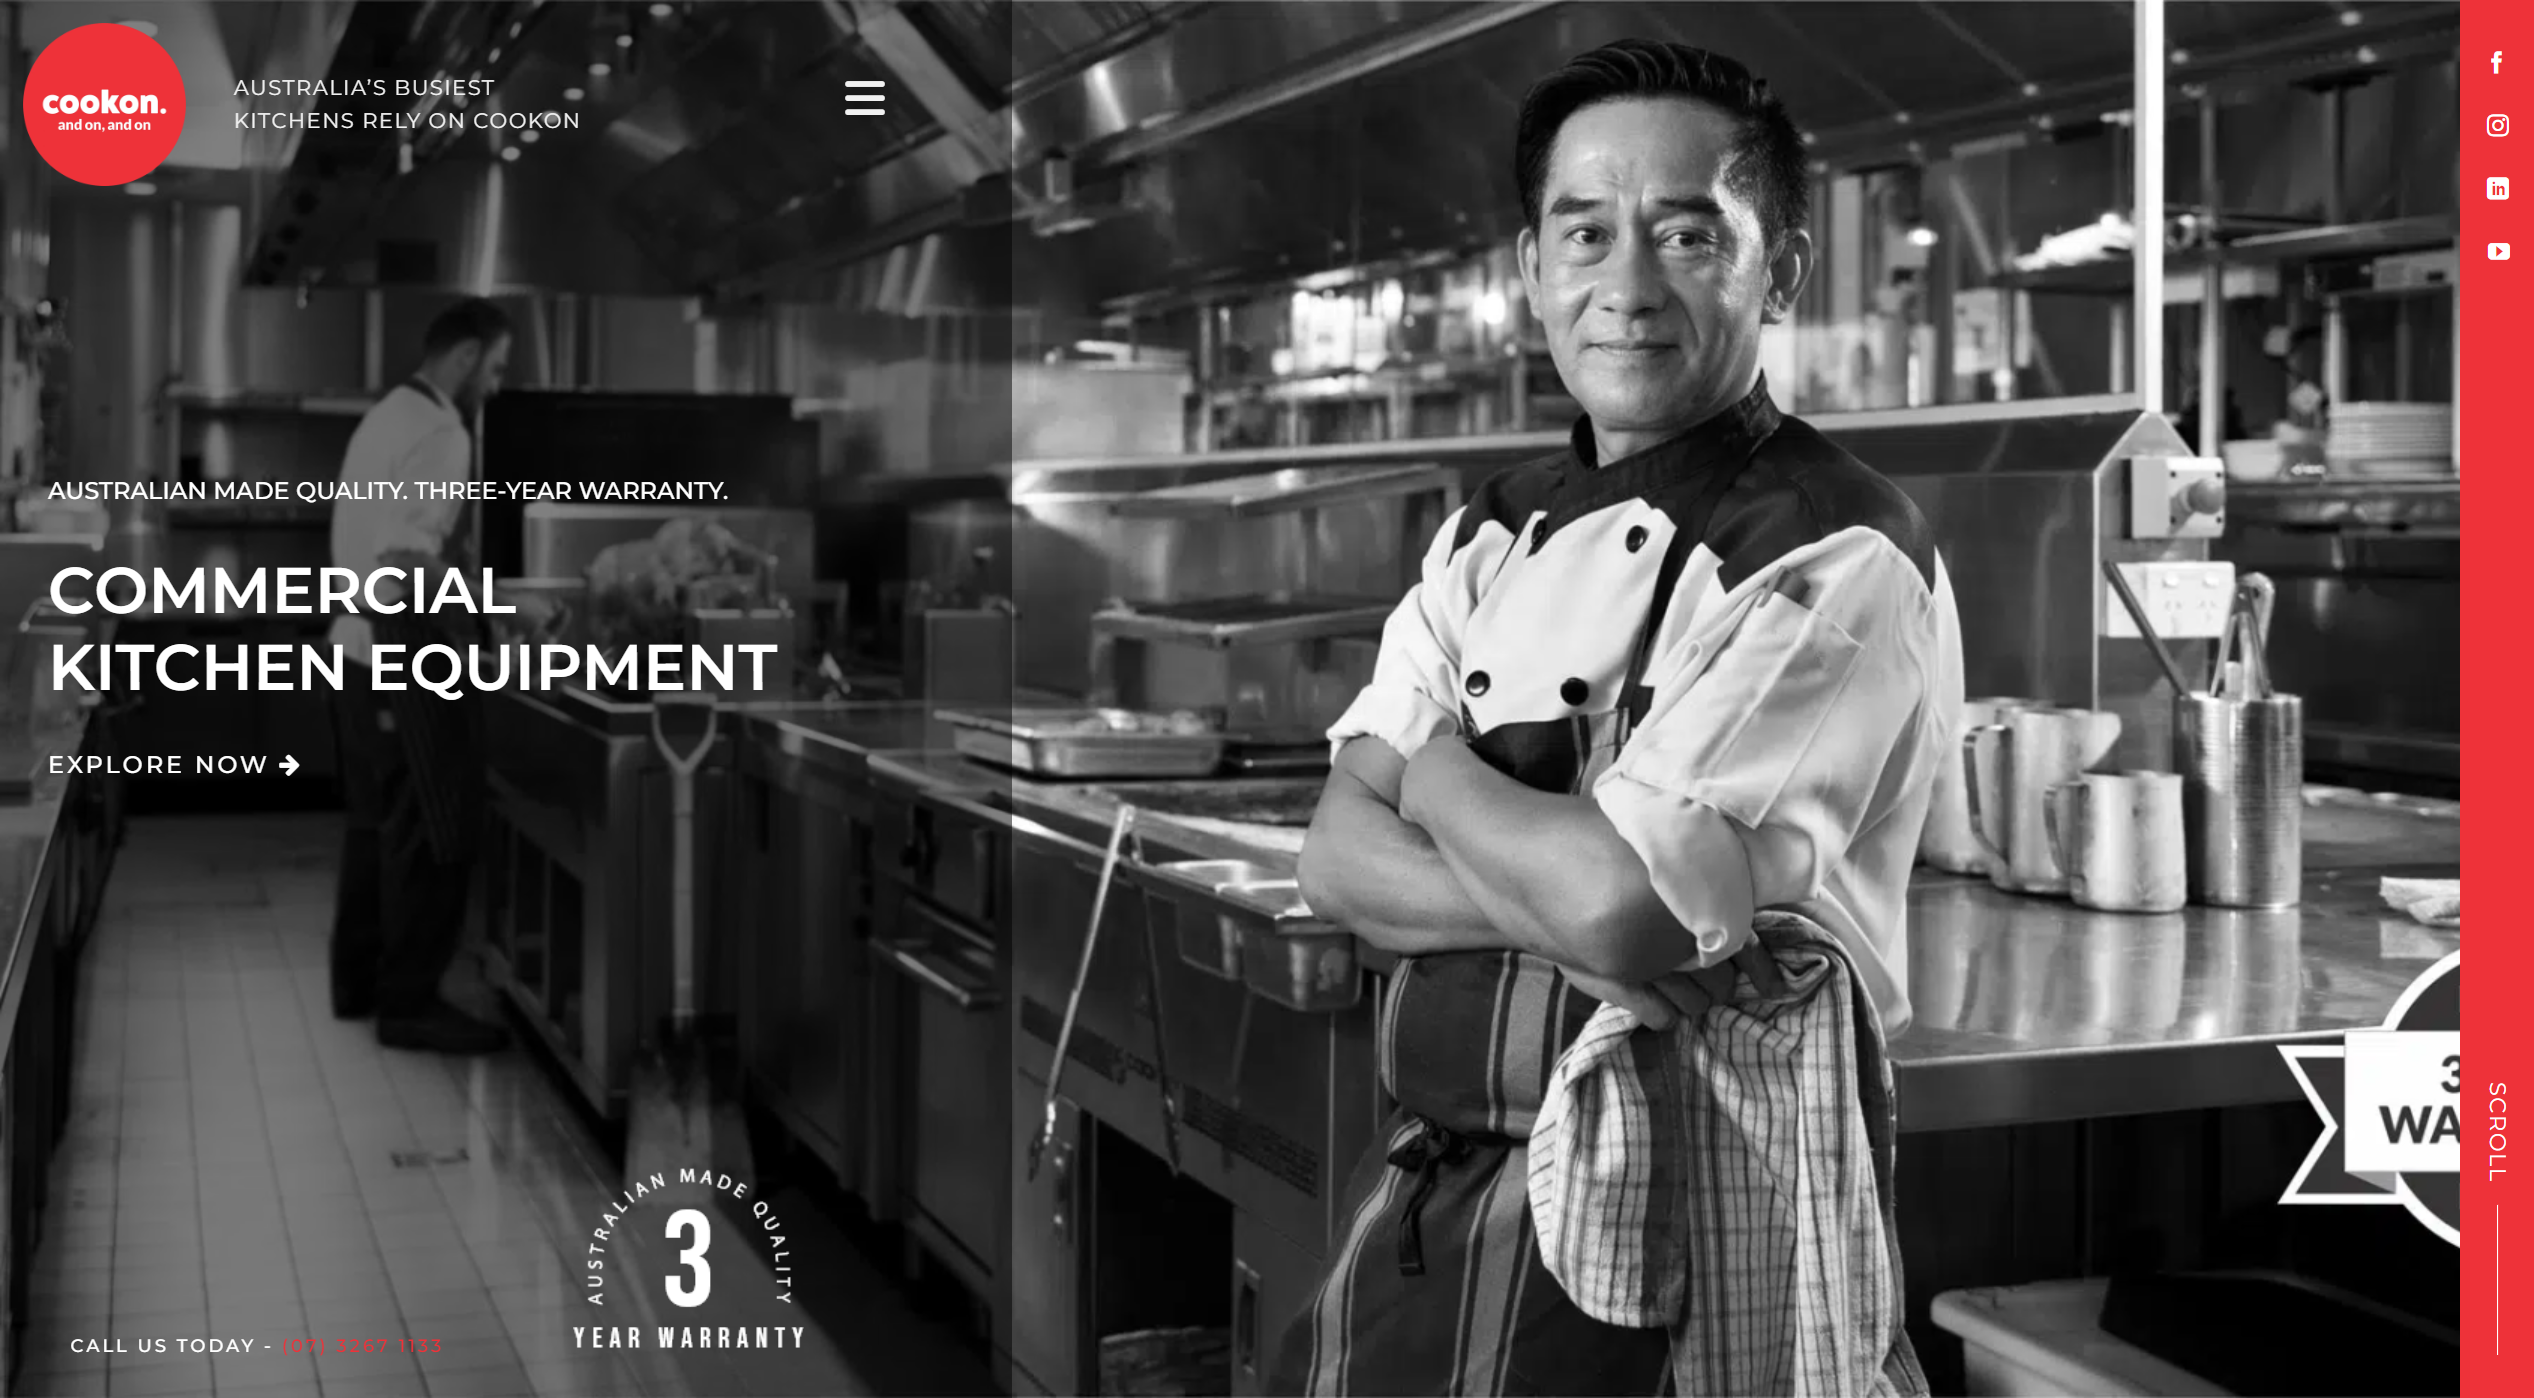 cookon.
and on, and on
AUSTRALIA'S BUSIEST
KITCHENS RELY ON COOKON
AUSTRALIAN MADE QUALITY. THREE-YEAR WARRANTY.
COMMERCIAL
KITCHEN EQUIPMENT
EXPLORE NOW
AUSTRALIAN MADE QUALITY
3
YEAR WARRANTY
CALL US TODAY - (07) 3267 1133
in
3
WA
SCROLL